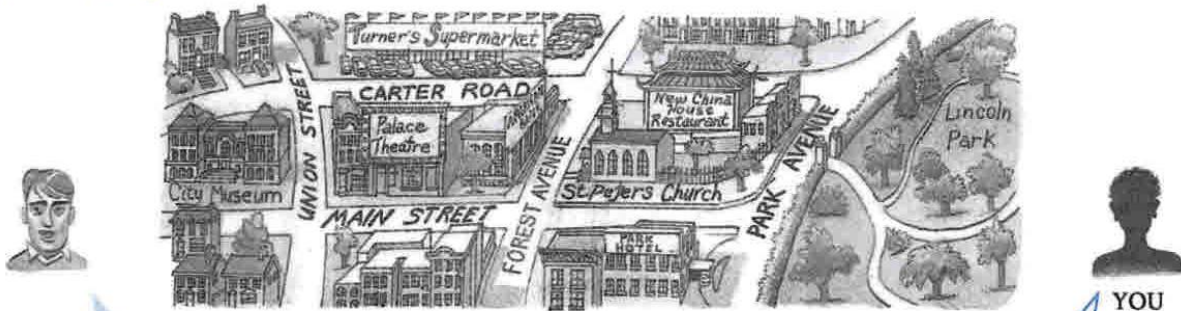 Turner's Supermarket
CARTER ROAD
UNION STREET
Palace
Theatre
New China
House
Restaurant
Lincoln
Park
PARK AVENUE
City Museum
FOREST AVENUE
St Peter's Church
MAIN STREET
PARK
HOTEL
YOU